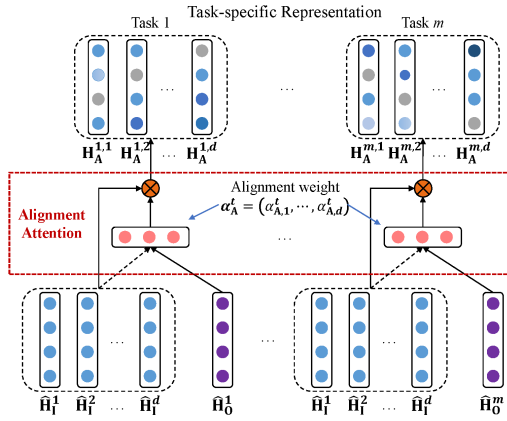 Task-specific Representation
Task 1
Task m
... ... ...
H_A^{1,1} H_A^{1,2} ... H_A^{1,d} H_A^{m,1} H_A^{m,2} ... H_A^{m,d}
Alignment
Attention
Alignment weight
α_A^t = (α_{A,1}^t, ⋯, α_{A,d}^t)
...
... ... ...
Ĥ_I^1 Ĥ_I^2 ... Ĥ_I^d Ĥ_O^1 ... Ĥ_I^1 Ĥ_I^2 ... Ĥ_I^d Ĥ_O^m